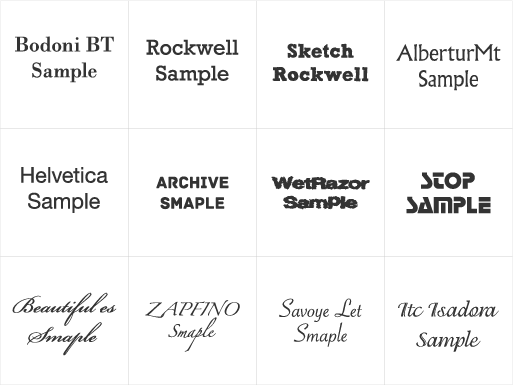 Bodoni BT
Sample
Rockwell
Sample
Sketch
Rockwell
AlberturMt
Sample
Helvetica
Sample
ARCHIVE
SMAPLE
WetRazor
SamPle
STOP
SAMPLE
Beautiful es
Smaple
ZAPFINO
Smaple
Savoye Let
Smaple
Itc Isadora
Sample